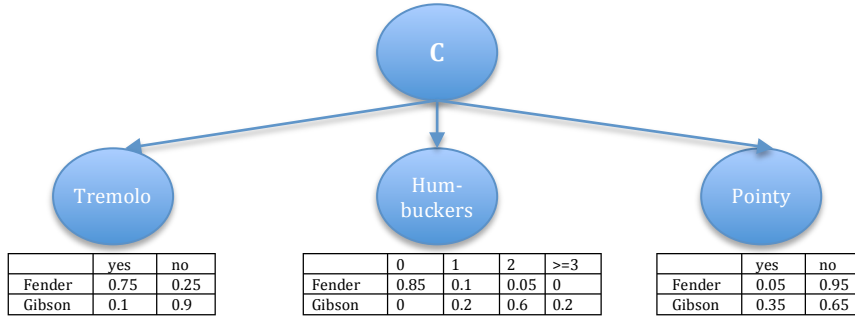 C
Tremolo
Hum-
buckers
Pointy
yes no
Fender 0.75 0.25
Gibson 0.1 0.9
0 1 2 >=3
Fender 0.85 0.1 0.05 0
Gibson 0 0.2 0.6 0.2
yes no
Fender 0.05 0.95
Gibson 0.35 0.65